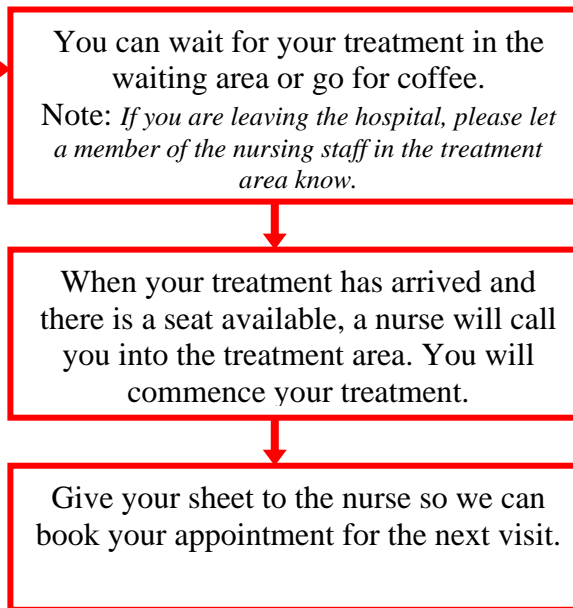 You can wait for your treatment in the
waiting area or go for coffee.
Note: If you are leaving the hospital, please let
a member of the nursing staff in the treatment
area know.
When your treatment has arrived and
there is a seat available, a nurse will call
you into the treatment area. You will
commence your treatment.
Give your sheet to the nurse so we can
book your appointment for the next visit.